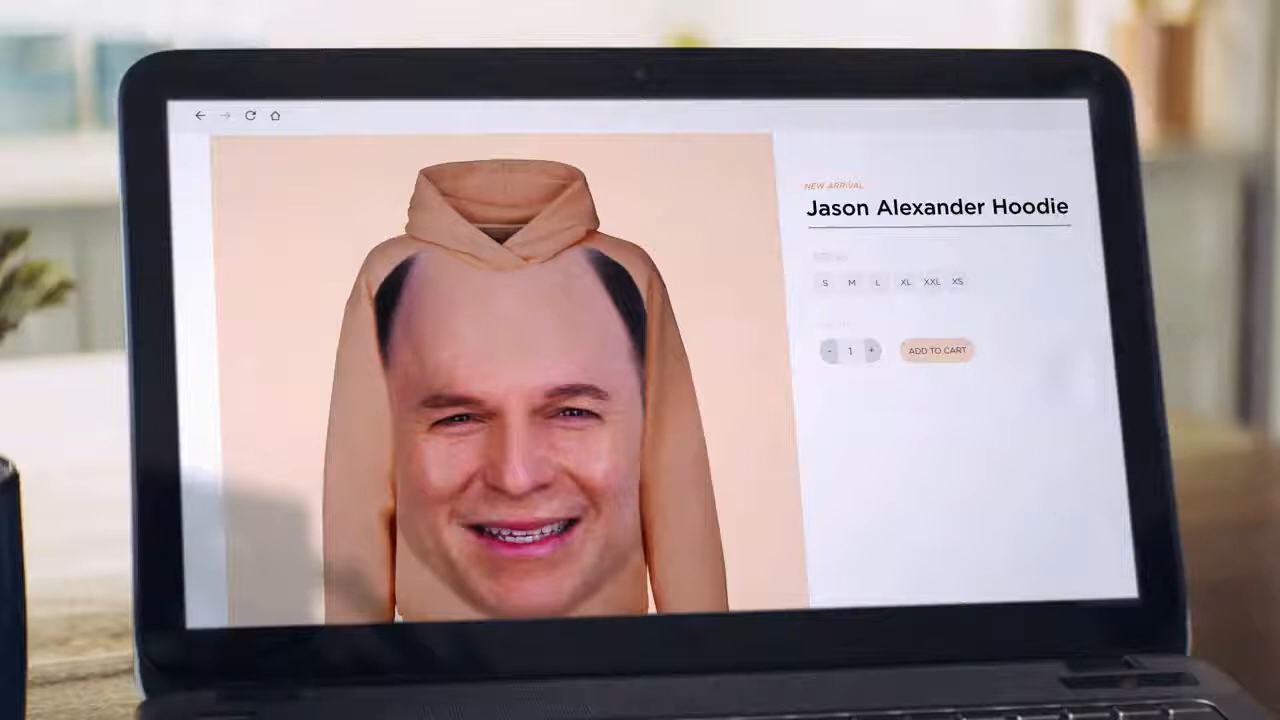 NEW ARRIVAL
Jason Alexander Hoodie
S M L XL XXL XS
- 1 +
ADD TO CART